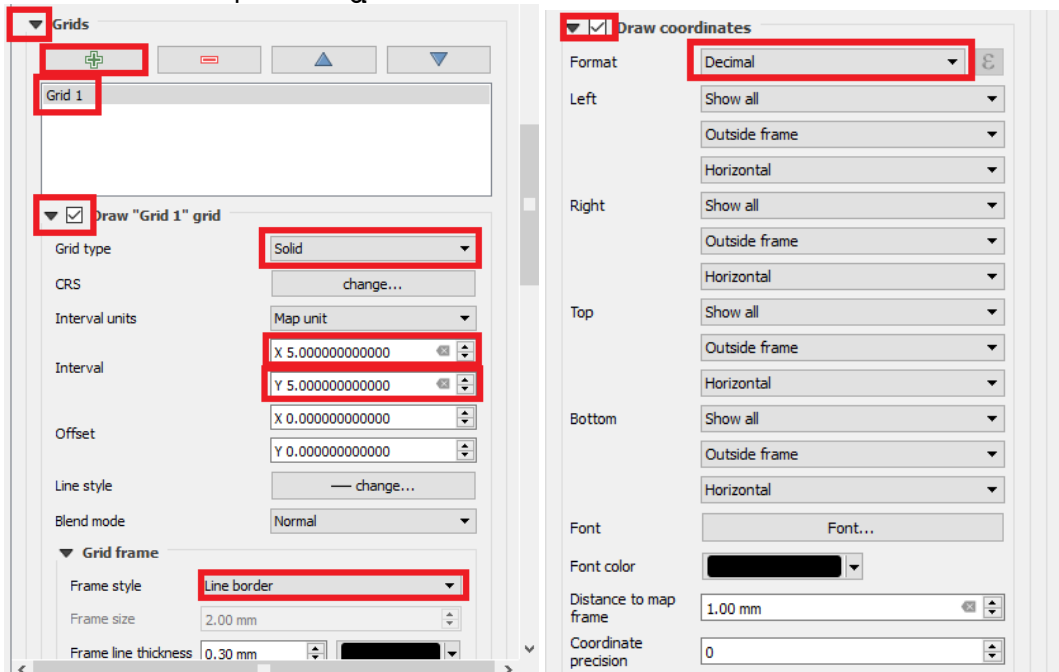 Grids
Grid 1
Draw "Grid 1" grid
Grid type Solid
CRS change...
Interval units Map unit
Interval X 5.000000000000
Y 5.000000000000
Offset X 0.000000000000
Y 0.000000000000
Line style change...
Blend mode Normal
Grid frame
Frame style Line border
Frame size 2.00 mm
Frame line thickness 0.30 mm
Draw coordinates
Format Decimal ε
Left Show all
Outside frame
Horizontal
Right Show all
Outside frame
Horizontal
Top Show all
Outside frame
Horizontal
Bottom Show all
Outside frame
Horizontal
Font Font...
Font color
Distance to map
frame 1.00 mm
Coordinate
precision 0